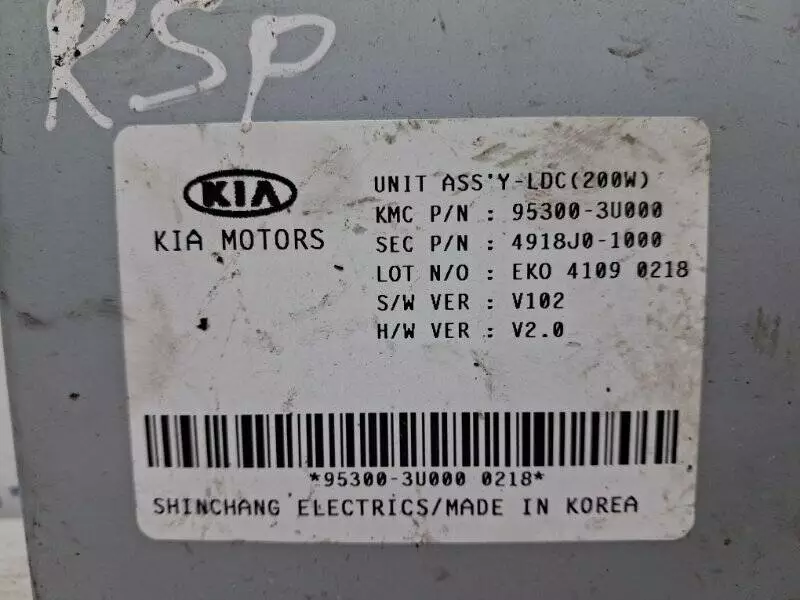 KSP
KIA
KIA MOTORS
UNIT ASS'Y-LDC(200W)
KMC P/N : 95300-3U000
SEC P/N : 4918J0-1000
LOT N/O : EKO 4109 0218
S/W VER : V102
H/W VER : V2.0
*95300-3U000 0218*
SHINCHANG ELECTRICS/MADE IN KOREA